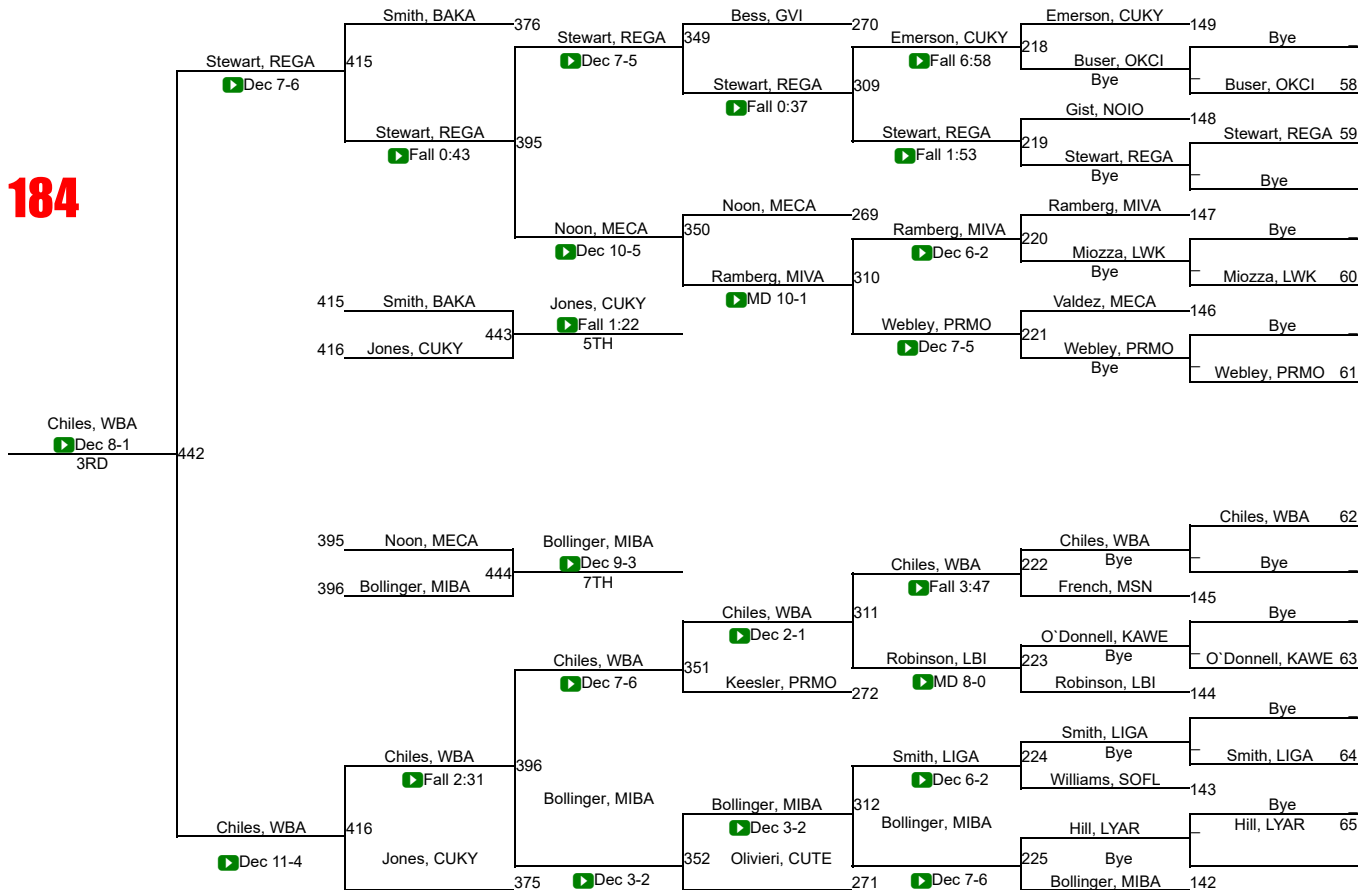 Smith, BAKA
376
Bess, GVI
270
Emerson, CUKY
149
Bye
_
Stewart, REGA
349
Emerson, CUKY
218
Stewart, REGA
415
Dec 7-5
Fall 6:58
Buser, OKCI
Bye
_
Dec 7-6
Stewart, REGA
309
Buser, OKCI 58
Fall 0:37
Gist, NOIO
148
Stewart, REGA
395
Stewart, REGA
219
Stewart, REGA 59
Fall 0:43
Fall 1:53
Stewart, REGA
Bye
_
Bye
_
184
Noon, MECA
269
Ramberg, MIVA
147
Noon, MECA
350
Ramberg, MIVA
220
Bye
_
Dec 10-5
Dec 6-2
Miozza, LWK
Bye
_
Ramberg, MIVA
310
Miozza, LWK 60
415
Smith, BAKA
Jones, CUKY
MD 10-1
Valdez, MECA
146
443
Fall 1:22
5TH
Webley, PRMO
221
Bye
_
416
Jones, CUKY
Dec 7-5
Webley, PRMO
Bye
_
Webley, PRMO 61
Chiles, WBA
Dec 8-1
3RD
442
Chiles, WBA 62
395
Noon, MECA
Bollinger, MIBA
Chiles, WBA
Bye
_
Bye
_
444
Dec 9-3
7TH
Chiles, WBA
222
396
Bollinger, MIBA
Fall 3:47
French, MSN
145
Chiles, WBA
311
Bye
_
Dec 2-1
O`Donnell, KAWE
Bye
_
Chiles, WBA
351
Robinson, LBI
223
O`Donnell, KAWE 63
Dec 7-6
Keesler, PRMO
272
MD 8-0
Robinson, LBI
144
Bye
_
Smith, LIGA
Bye
_
Chiles, WBA
396
Smith, LIGA
224
Smith, LIGA 64
Fall 2:31
Dec 6-2
Williams, SOFL
143
Bollinger, MIBA
Bollinger, MIBA
312
Bye
_
Chiles, WBA
416
Dec 3-2
Bollinger, MIBA
Hill, LYAR
_
Hill, LYAR 65
Dec 11-4
Jones, CUKY
352
Olivieri, CUTE
225
Bye
375
Dec 3-2
271
Dec 7-6
Bollinger, MIBA
142